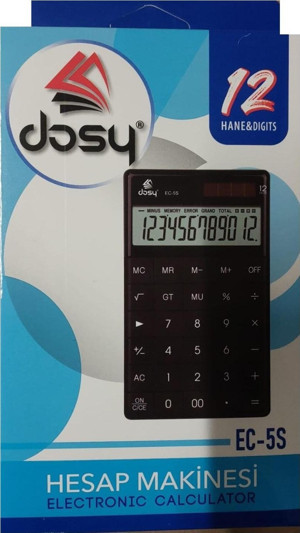 dosy®
12
HANE&DIGITS
dosy EC-5S
12
MINUS MEMORY ERROR GRAND TOTAL
123456789012
MC MR M- M+ OFF
√ GT MU % ÷
▶ 7 8 9 ×
+/- 4 5 6 -
AC 1 2 3 +
ON
C/CE 0 00 · =
EC-5S
HESAP MAKİNESİ
ELECTRONIC CALCULATOR